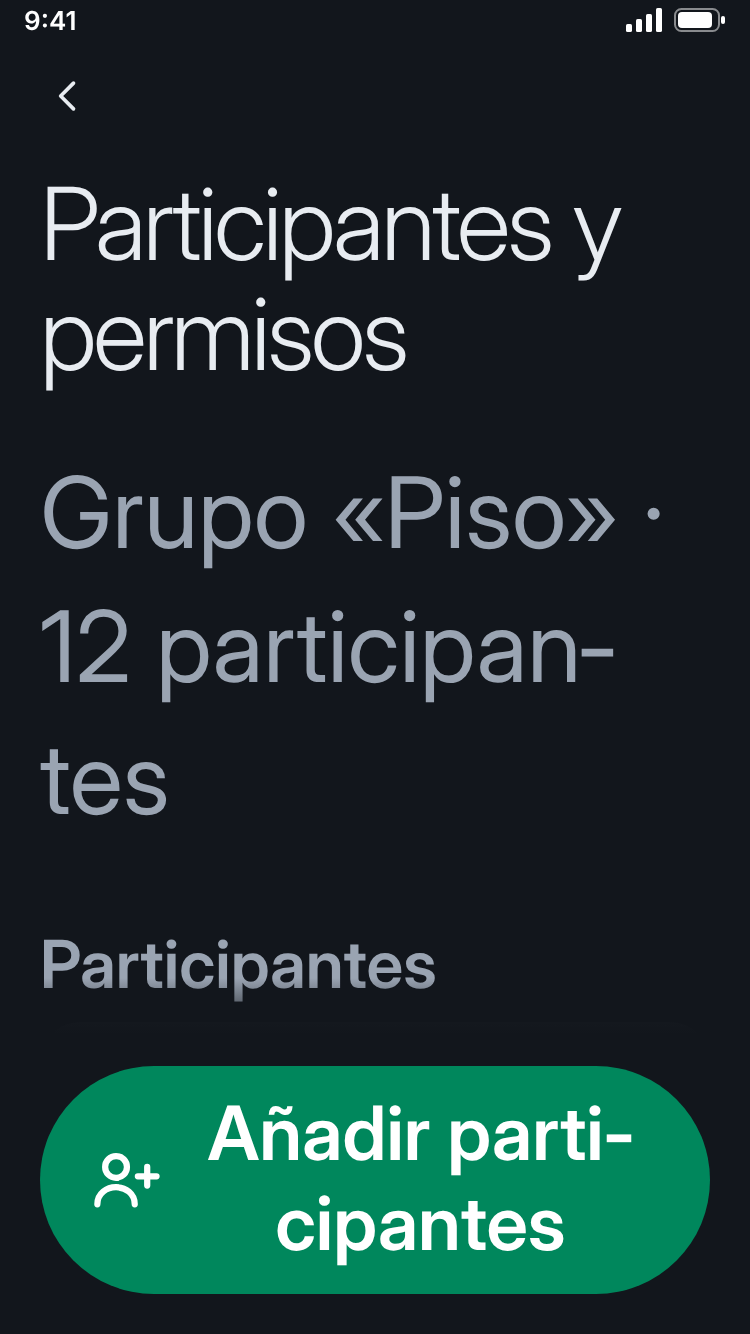 9:41
Participantes y
permisos
Grupo «Piso» ·
12 participan-
tes
Participantes
Añadir parti-
cipantes